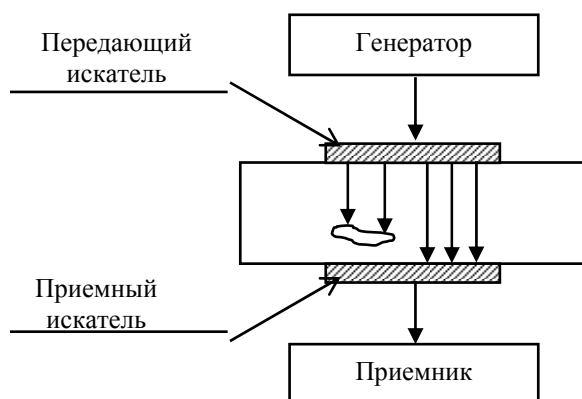 Передающий
искатель
Генератор
Приемный
искатель
Приемник